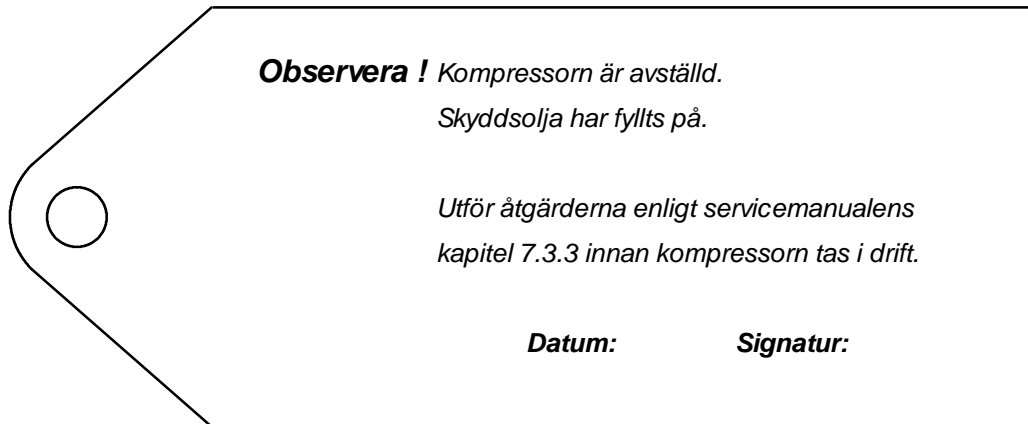 Observera ! Kompressorn är avställd.
Skyddsolja har fyllts på.
Utför åtgärderna enligt servicemanualens
kapitel 7.3.3 innan kompressorn tas i drift.
Datum: Signatur: